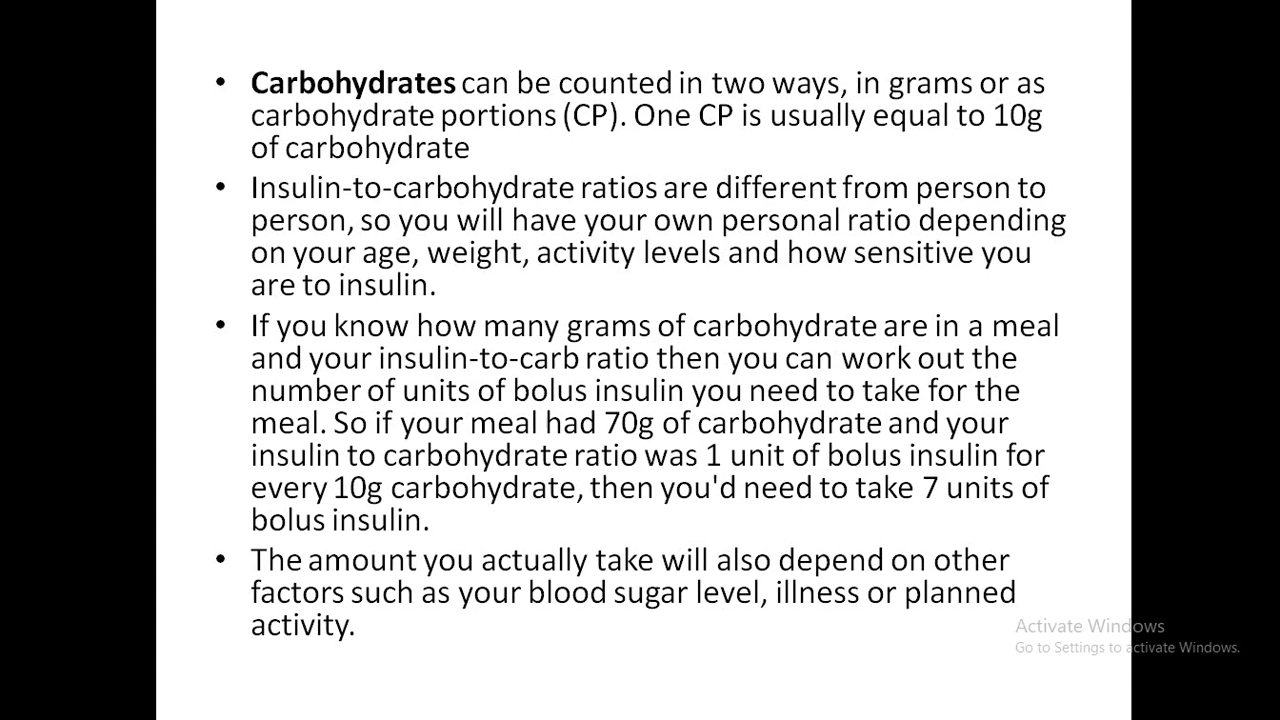 • Carbohydrates can be counted in two ways, in grams or as
carbohydrate portions (CP). One CP is usually equal to 10g
of carbohydrate
• Insulin-to-carbohydrate ratios are different from person to
person, so you will have your own personal ratio depending
on your age, weight, activity levels and how sensitive you
are to insulin.
• If you know how many grams of carbohydrate are in a meal
and your insulin-to-carb ratio then you can work out the
number of units of bolus insulin you need to take for the
meal. So if your meal had 70g of carbohydrate and your
insulin to carbohydrate ratio was 1 unit of bolus insulin for
every 10g carbohydrate, then you'd need to take 7 units of
bolus insulin.
• The amount you actually take will also depend on other
factors such as your blood sugar level, illness or planned
activity.
Activate Windows
Go to Settings to activate Windows.